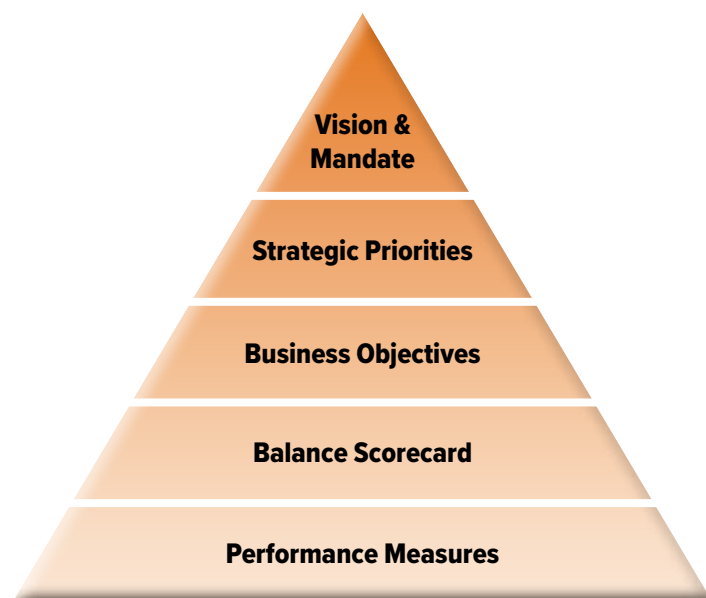 Vision &
Mandate
Strategic Priorities
Business Objectives
Balance Scorecard
Performance Measures